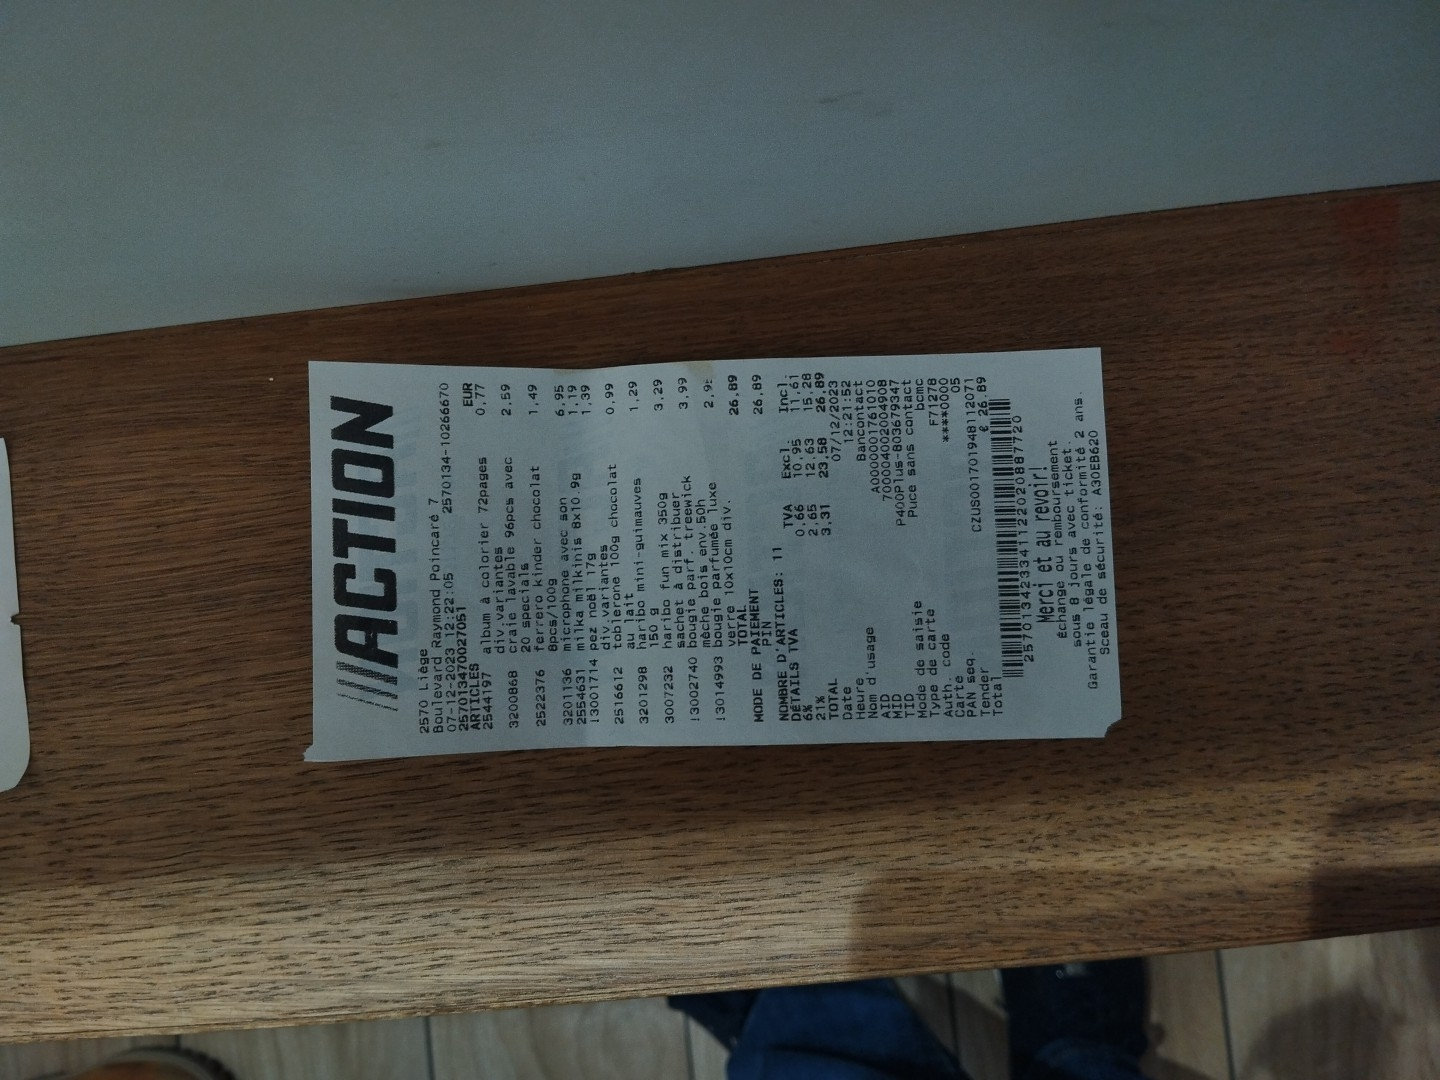 ACTION
2570 Liège
Boulevard Raymond Poincaré 7
07-12-2023 12:22:05 2570134-10266670
257013470027051
EUR
ARTICLES
2544197 album à colorier 72pages 0,77
div.variantes
3200868 craie lavable 96pcs avec 2,59
20 specials
2522376 ferrero kinder chocolat 1,49
8pcs/100g
3201136 microphone avec son 6,95
2554631 milka milkinis 8x10.9g 1,19
13001714 pez noël 17g 1,39
div.variantes
2516612 toblerone 100g chocolat 0,99
au lait
3201298 haribo mini-guimauves 1,29
150 g
3007232 haribo fun mix 350g 3,29
sachet à distribuer
13002740 bougie parf. treewick 3,99
mèche bois env.50h
13014993 bougie parfumée luxe
verre 10x10cm div.
TOTAL 26,89
MODE DE PAIEMENT
PIN 26,89
NOMBRE D'ARTICLES: 11
DÉTAILS TVA TVA Excl. Incl.
6% 0,66 10,95 11,61
21% 2,65 12,63 15,28
TOTAL 3,31 23,58 26,89
Date 07/12/2023
Heure 12:21:52
Nom d'usage Bancontact
AID A0000001761010
MID 700004002004908
TID P400Plus-803679347
Mode de saisie Puce sans contact
Type de carte bcmc
Auth. code F71278
Carte ****0000
PAN seq. 05
Tender CZUS001701948112071
Total € 26.89
257013423341122020887720
Merci et au revoir!
Échange ou remboursement
sous 8 jours avec ticket.
Garantie légale de conformité 2 ans.
Sceau de sécurité: A30EB620